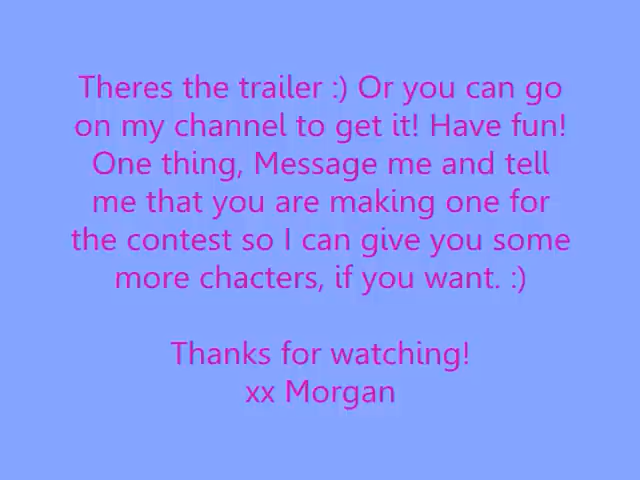 Theres the trailer :) Or you can go
on my channel to get it! Have fun!
One thing, Message me and tell
me that you are making one for
the contest so I can give you some
more chacters, if you want. :)
Thanks for watching!
xx Morgan